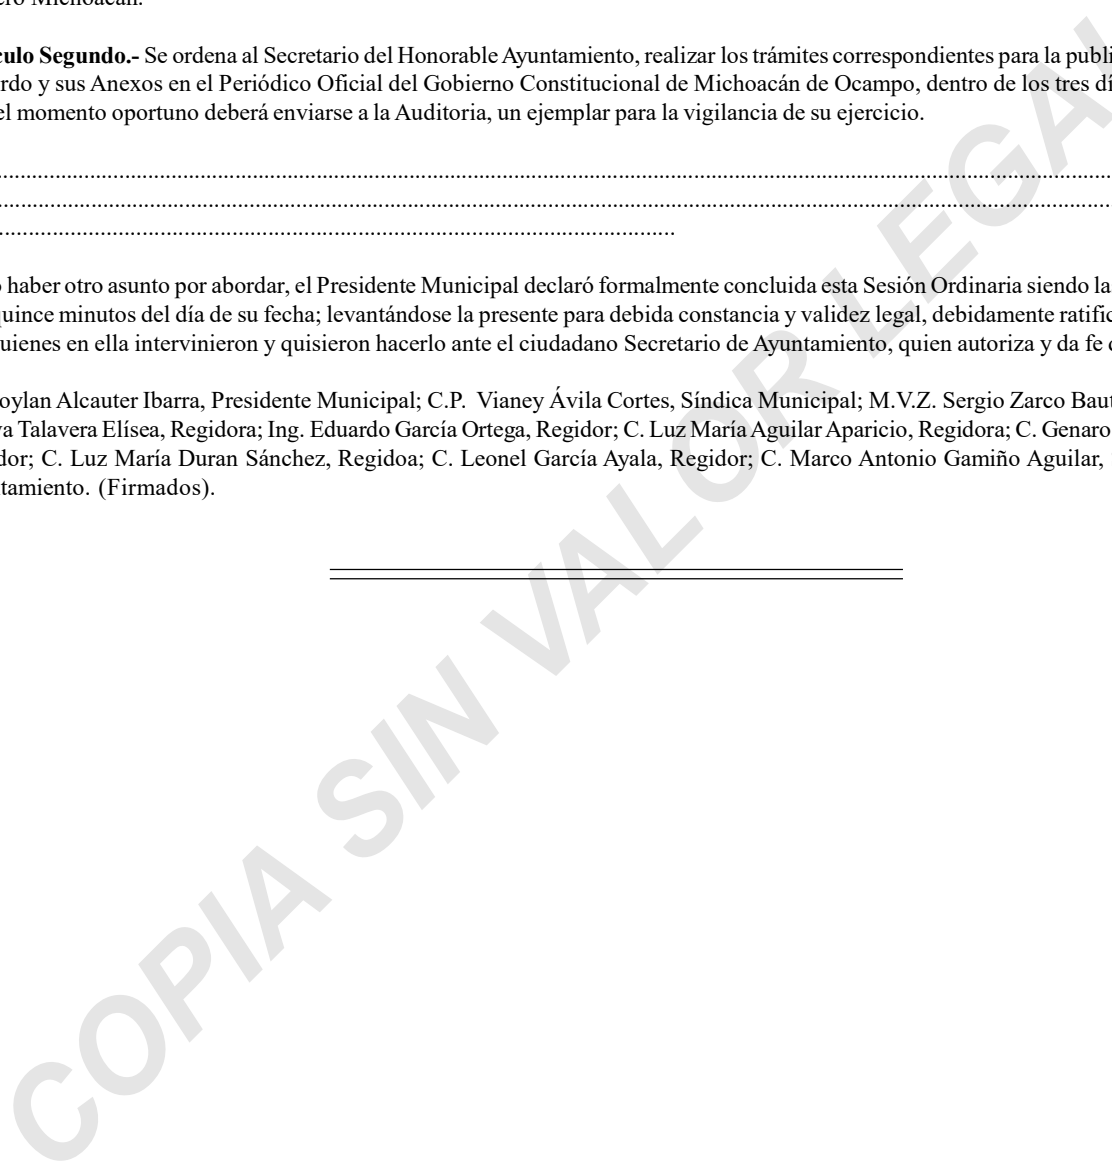 ero Michoacán.
culo Segundo.- Se ordena al Secretario del Honorable Ayuntamiento, realizar los trámites correspondientes para la publi
rdo y sus Anexos en el Periódico Oficial del Gobierno Constitucional de Michoacán de Ocampo, dentro de los tres dí
el momento oportuno deberá enviarse a la Auditoria, un ejemplar para la vigilancia de su ejercicio.
o haber otro asunto por abordar, el Presidente Municipal declaró formalmente concluida esta Sesión Ordinaria siendo las
quince minutos del día de su fecha; levantándose la presente para debida constancia y validez legal, debidamente ratific
uienes en ella intervinieron y quisieron hacerlo ante el ciudadano Secretario de Ayuntamiento, quien autoriza y da fe d
oylan Alcauter Ibarra, Presidente Municipal; C.P. Vianey Ávila Cortes, Síndica Municipal; M.V.Z. Sergio Zarco Baut
va Talavera Elísea, Regidora; Ing. Eduardo García Ortega, Regidor; C. Luz María Aguilar Aparicio, Regidora; C. Genaro
dor; C. Luz María Duran Sánchez, Regidoa; C. Leonel García Ayala, Regidor; C. Marco Antonio Gamiño Aguilar,
ntamiento. (Firmados).
COPIA SIN VALOR LEGAL